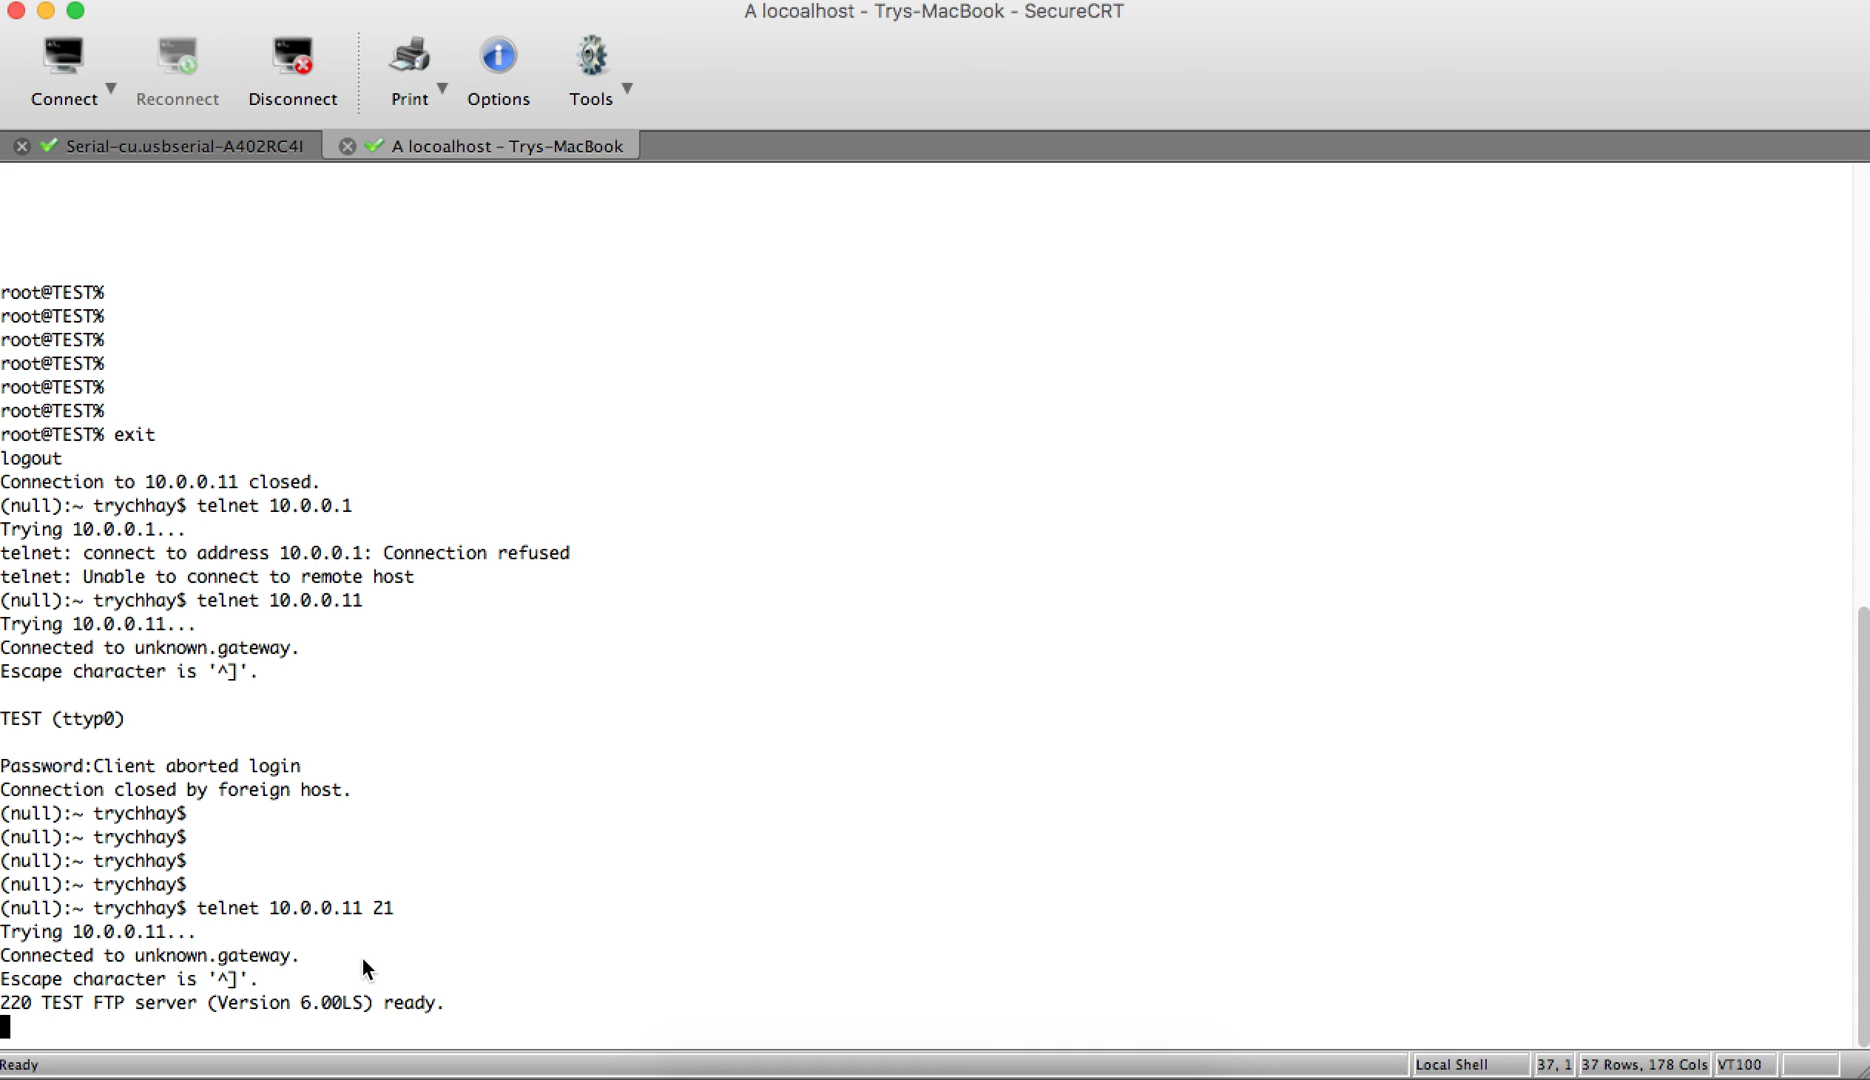 A locoalhost - Trys-MacBook - SecureCRT
Connect Reconnect Disconnect Print Options Tools
Serial-cu.usbserial-A402RC4I A locoalhost - Trys-MacBook
root@TEST%
root@TEST%
root@TEST%
root@TEST%
root@TEST%
root@TEST%
root@TEST% exit
logout
Connection to 10.0.0.11 closed.
(null):~ trychhay$ telnet 10.0.0.1
Trying 10.0.0.1...
telnet: connect to address 10.0.0.1: Connection refused
telnet: Unable to connect to remote host
(null):~ trychhay$ telnet 10.0.0.11
Trying 10.0.0.11...
Connected to unknown.gateway.
Escape character is '^]'.
TEST (ttyp0)
Password:Client aborted login
Connection closed by foreign host.
(null):~ trychhay$
(null):~ trychhay$
(null):~ trychhay$
(null):~ trychhay$
(null):~ trychhay$ telnet 10.0.0.11 21
Trying 10.0.0.11...
Connected to unknown.gateway.
Escape character is '^]'.
220 TEST FTP server (Version 6.00LS) ready.
Ready Local Shell 37, 1 37 Rows, 178 Cols VT100